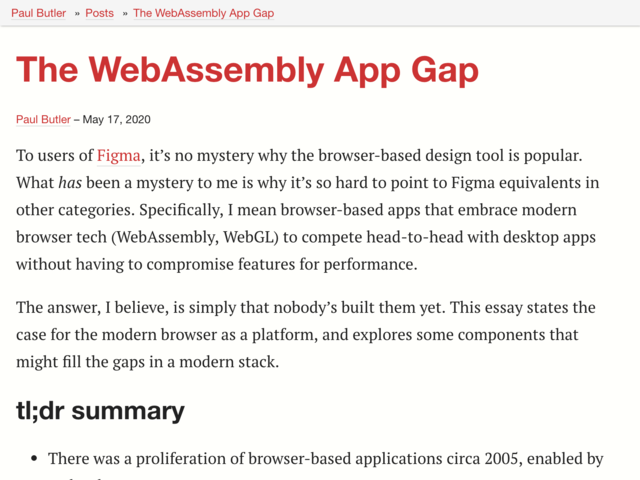 Paul Butler » Posts » The WebAssembly App Gap
The WebAssembly App Gap
Paul Butler – May 17, 2020
To users of Figma, it’s no mystery why the browser-based design tool is popular.
What has been a mystery to me is why it’s so hard to point to Figma equivalents in
other categories. Specifically, I mean browser-based apps that embrace modern
browser tech (WebAssembly, WebGL) to compete head-to-head with desktop apps
without having to compromise features for performance.
The answer, I believe, is simply that nobody’s built them yet. This essay states the
case for the modern browser as a platform, and explores some components that
might fill the gaps in a modern stack.
tl;dr summary
• There was a proliferation of browser-based applications circa 2005, enabled by